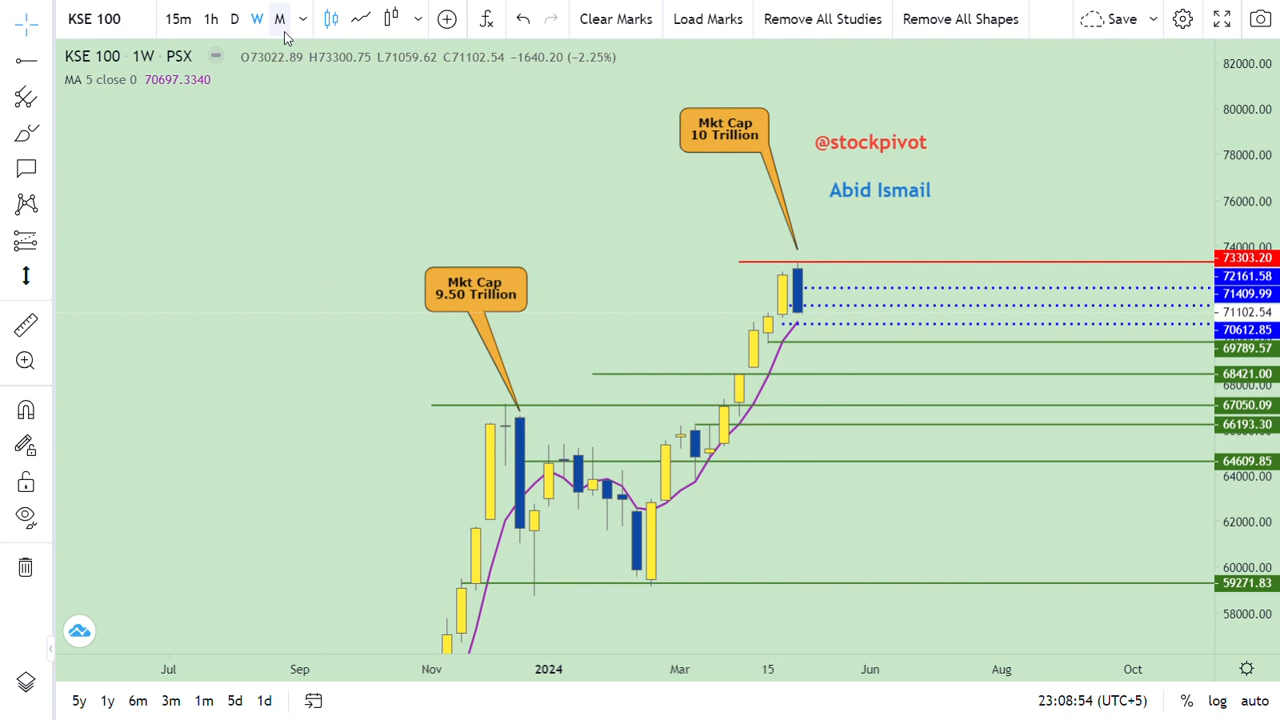 KSE 100 15m 1h D W M Clear Marks Load Marks Remove All Studies Remove All Shapes Save
KSE 100 · 1W · PSX O73022.89 H73300.75 L71059.62 C71102.54 −1640.20 (−2.25%)
MA 5 close 0 70697.3340
Mkt Cap
10 Trillion
@stockpivot
Abid Ismail
Mkt Cap
9.50 Trillion
82000.00
80000.00
78000.00
76000.00
74000.00
73303.20
72161.58
71409.99
71102.54
70612.85
69789.57
68421.00
68000.00
67050.09
66193.30
64609.85
64000.00
62000.00
60000.00
59271.83
58000.00
Jul Sep Nov 2024 Mar 15 Jun Aug Oct
5y 1y 6m 3m 1m 5d 1d 23:08:54 (UTC+5) % log auto